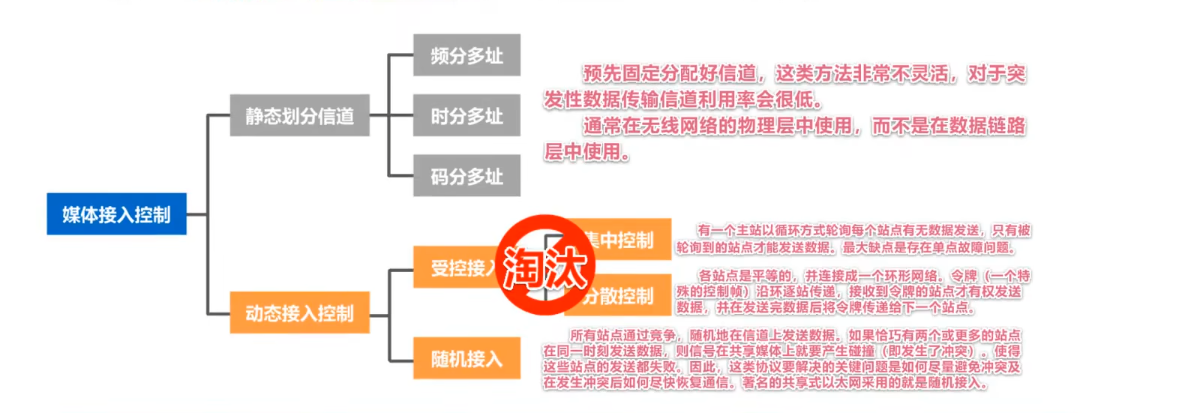 频分多址
预先固定分配好信道，这类方法非常不灵活，对于突
发性数据传输信道利用率会很低。
静态划分信道
时分多址
通常在无线网络的物理层中使用，而不是在数据链路
层中使用。
码分多址
媒体接入控制
集中控制
有一个主站以循环方式轮询每个站点有无数据发送，只有被
轮询到的站点才能发送数据。最大缺点是存在单点故障问题。
受控接入
淘汰
分散控制
各站点是平等的，并连接成一个环形网络。令牌（一个特
殊的控制帧）沿环逐站传递，接收到令牌的站点才有权发送
数据，并在发送完数据后将令牌传递给下一个站点。
动态接入控制
随机接入
所有站点通过竞争，随机地在信道上发送数据。如果恰巧有两个或更多的站点
在同一时刻发送数据，则信号在共享媒体上就要产生碰撞（即发生了冲突）。使得
这些站点的发送都失败。因此，这类协议要解决的关键问题是如何尽量避免冲突及
在发生冲突后如何尽快恢复通信。著名的共享式以太网采用的就是随机接入。